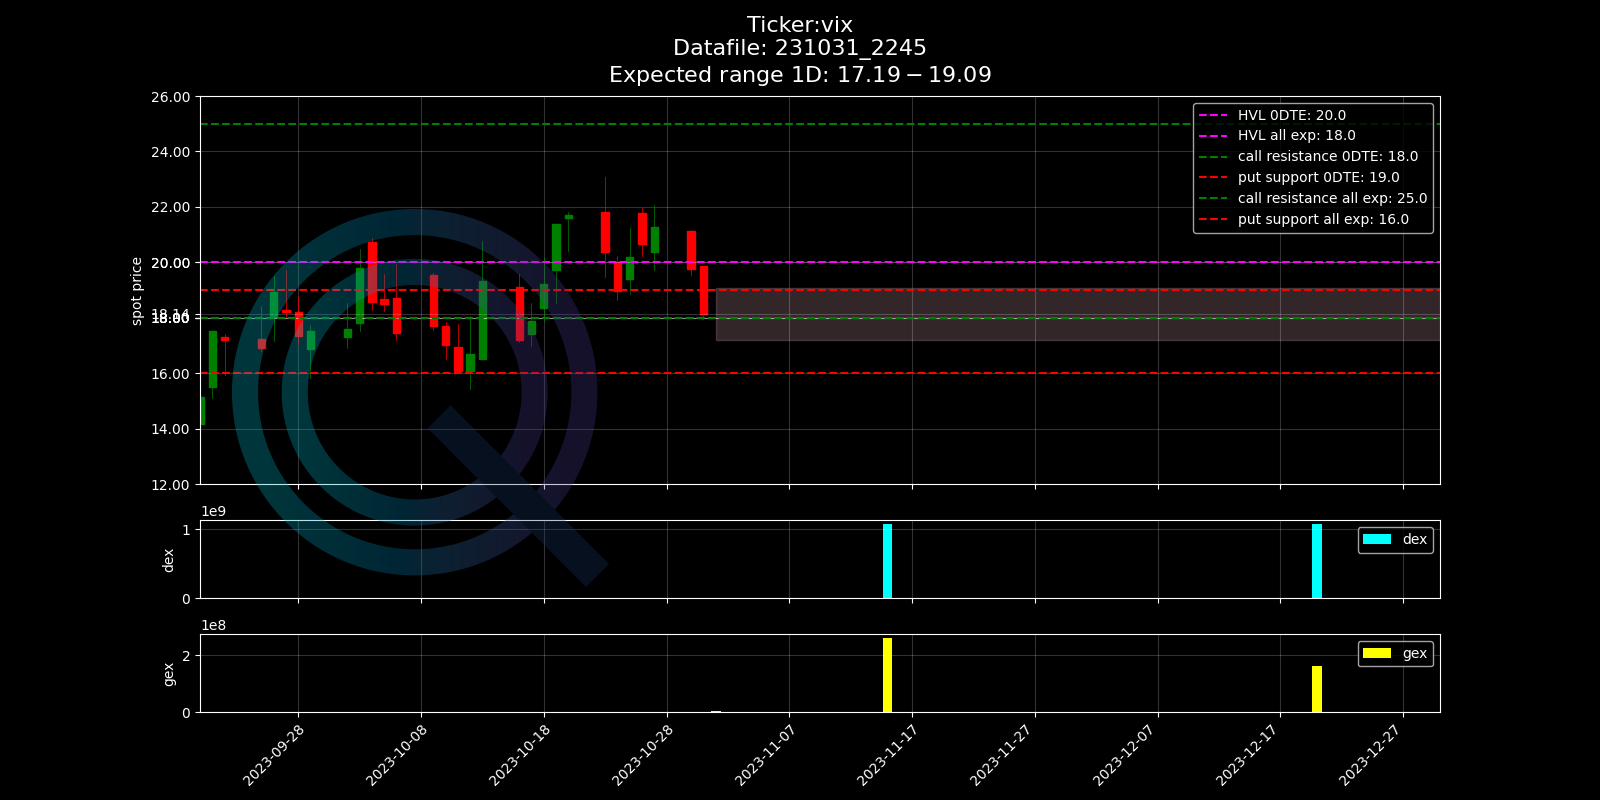 Ticker:vix
Datafile: 231031_2245
Expected range 1D: 17.19 − 19.09
26.00
24.00
22.00
20.00
18.14
18.00
16.00
14.00
12.00
spot price
HVL 0DTE: 20.0
HVL all exp: 18.0
call resistance 0DTE: 18.0
put support 0DTE: 19.0
call resistance all exp: 25.0
put support all exp: 16.0
1e9
1
0
dex
dex
1e8
2
0
gex
gex
2023-09-28
2023-10-08
2023-10-18
2023-10-28
2023-11-07
2023-11-17
2023-11-27
2023-12-07
2023-12-17
2023-12-27